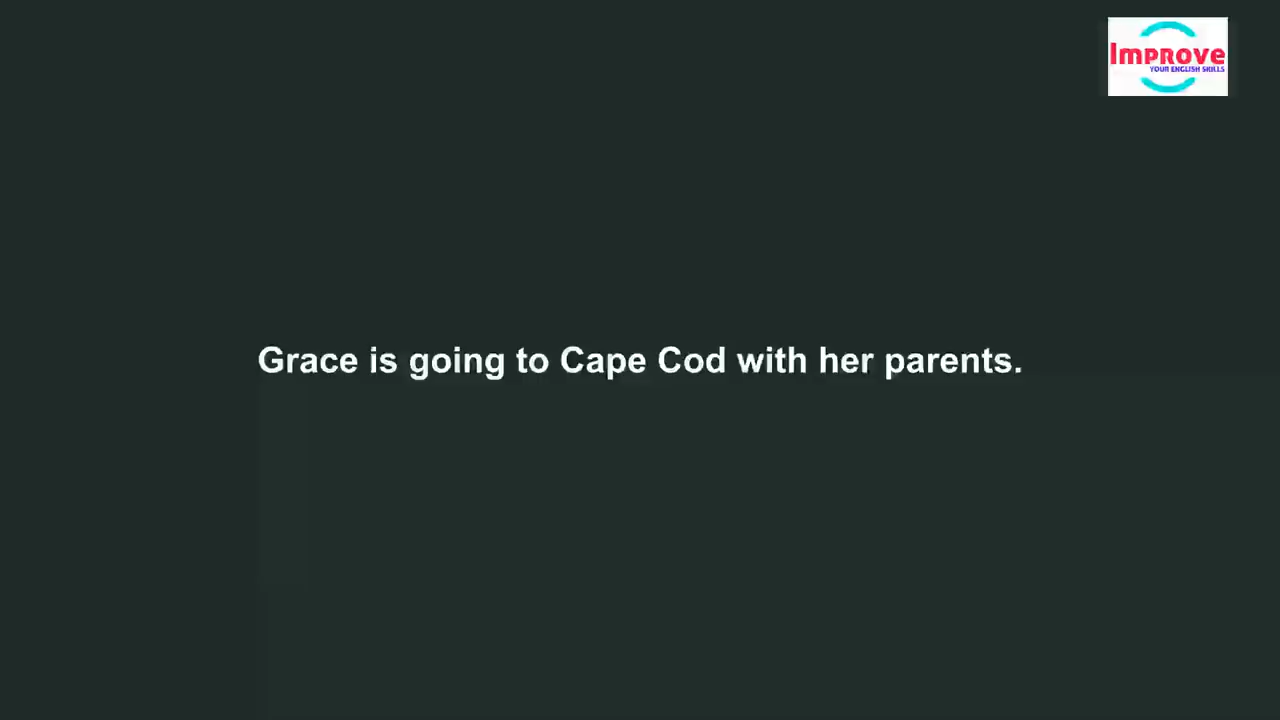 Improve
YOUR ENGLISH SKILLS
Grace is going to Cape Cod with her parents.